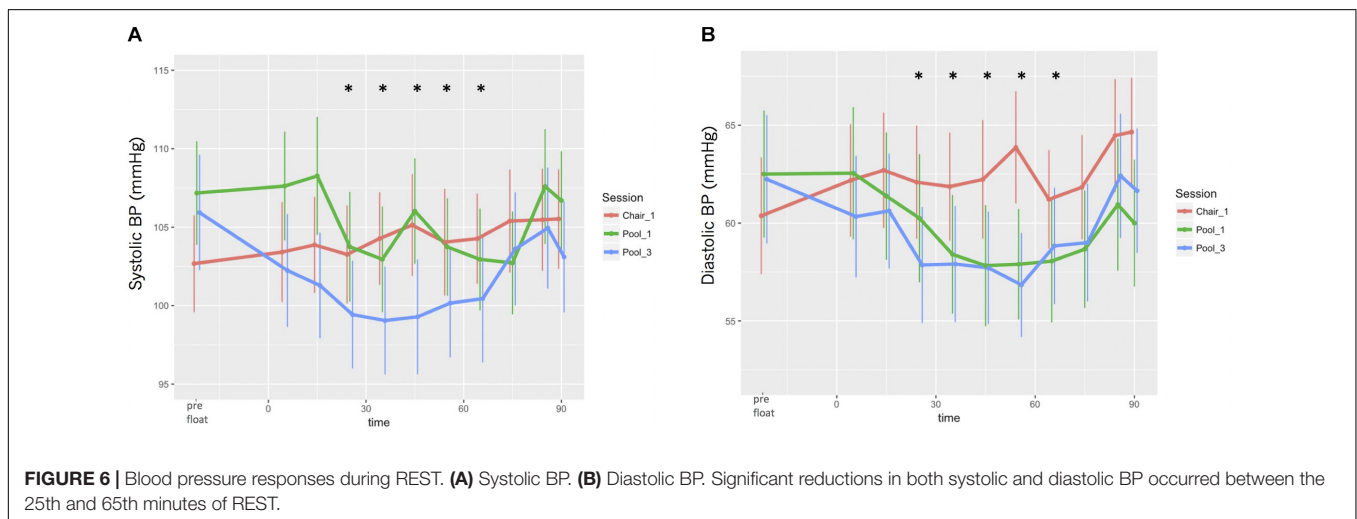 A
Systolic BP (mmHg)
115
110
105
100
95
* * * * *
pre
float
0 30 60 90
time
Session
Chair_1
Pool_1
Pool_3
B
Diastolic BP (mmHg)
65
60
55
* * * * *
pre
float
0 30 60 90
time
Session
Chair_1
Pool_1
Pool_3
FIGURE 6 | Blood pressure responses during REST. (A) Systolic BP. (B) Diastolic BP. Significant reductions in both systolic and diastolic BP occurred between the
25th and 65th minutes of REST.